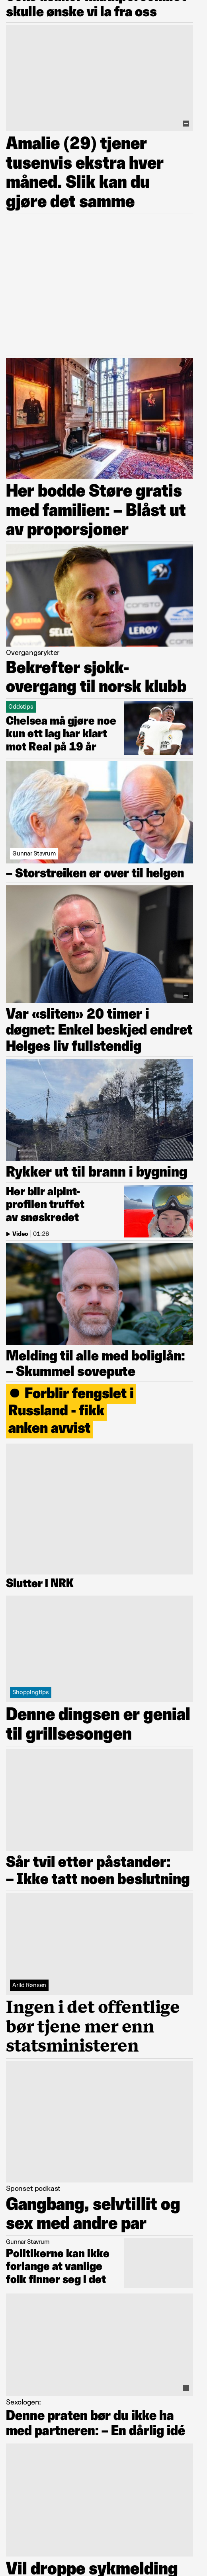 skulle ønske vi la fra oss
Amalie (29) tjener
tusenvis ekstra hver
måned. Slik kan du
gjøre det samme
Her bodde Støre gratis
med familien: – Blåst ut
av proporsjoner
Overgangsrykter
Bekrefter sjokk-
overgang til norsk klubb
Oddstips
Chelsea må gjøre noe
kun ett lag har klart
mot Real på 19 år
Gunnar Stavrum
– Storstreiken er over til helgen
Var «sliten» 20 timer i
døgnet: Enkel beskjed endret
Helges liv fullstendig
Rykker ut til brann i bygning
Her blir alpint-
profilen truffet
av snøskredet
Video | 01:26
Melding til alle med boliglån:
– Skummel sovepute
Forblir fengslet i
Russland - fikk
anken avvist
Slutter i NRK
Shoppingtips
Denne dingsen er genial
til grillsesongen
Sår tvil etter påstander:
– Ikke tatt noen beslutning
Arild Rønsen
Ingen i det offentlige
bør tjene mer enn
statsministeren
Sponset podkast
Gangbang, selvtillit og
sex med andre par
Gunnar Stavrum
Politikerne kan ikke
forlange at vanlige
folk finner seg i det
Sexologen:
Denne praten bør du ikke ha
med partneren: – En dårlig idé
Vil droppe sykmelding